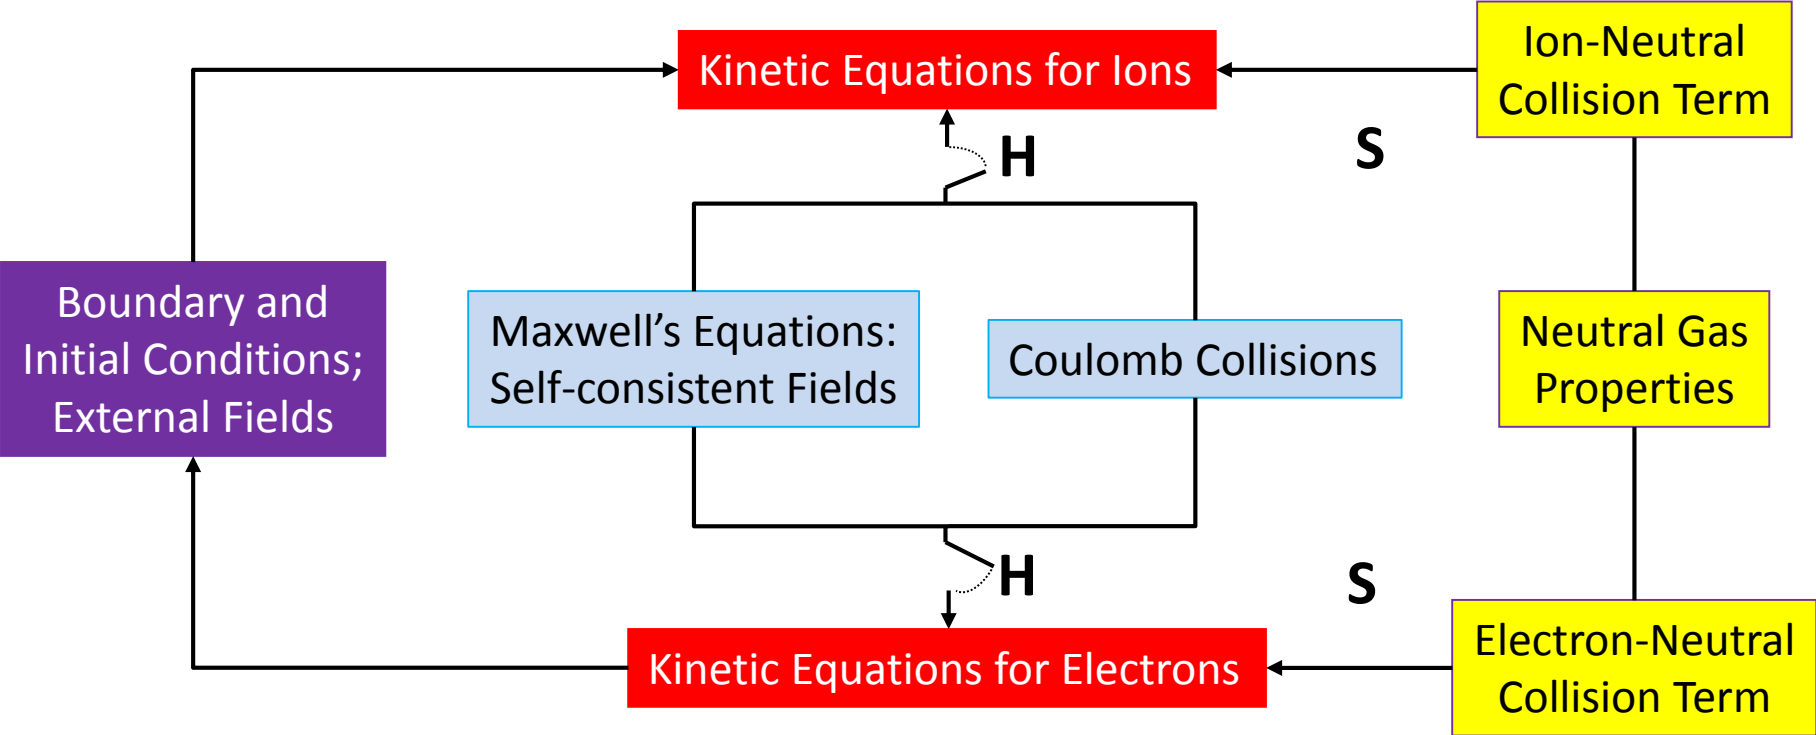 Kinetic Equations for Ions
Ion-Neutral
Collision Term
H
S
Boundary and
Initial Conditions;
External Fields
Maxwell’s Equations:
Self-consistent Fields
Coulomb Collisions
Neutral Gas
Properties
H
S
Kinetic Equations for Electrons
Electron-Neutral
Collision Term